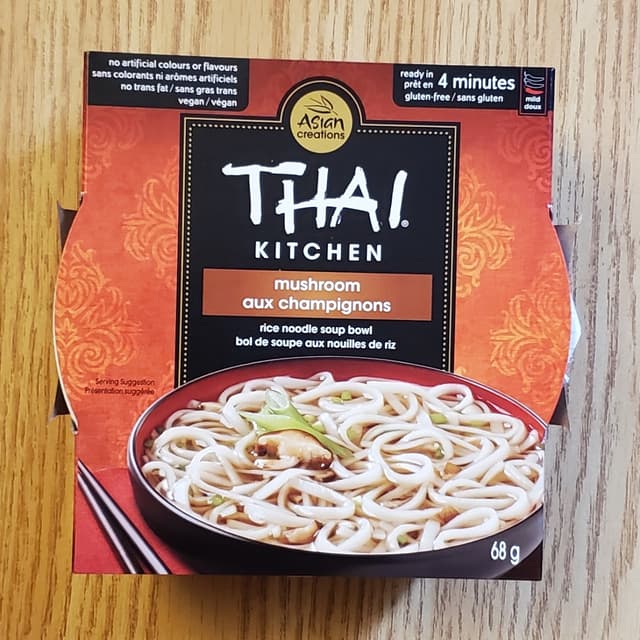 no artificial colours or flavours
sans colorants ni arômes artificiels
no trans fat / sans gras trans
vegan / végan
ready in
prêt en
4 minutes
gluten-free / sans gluten
mild
doux
Asian
creations
THAI®
KITCHEN
mushroom
aux champignons
rice noodle soup bowl
bol de soupe aux nouilles de riz
Serving Suggestion
Présentation suggérée
68 g